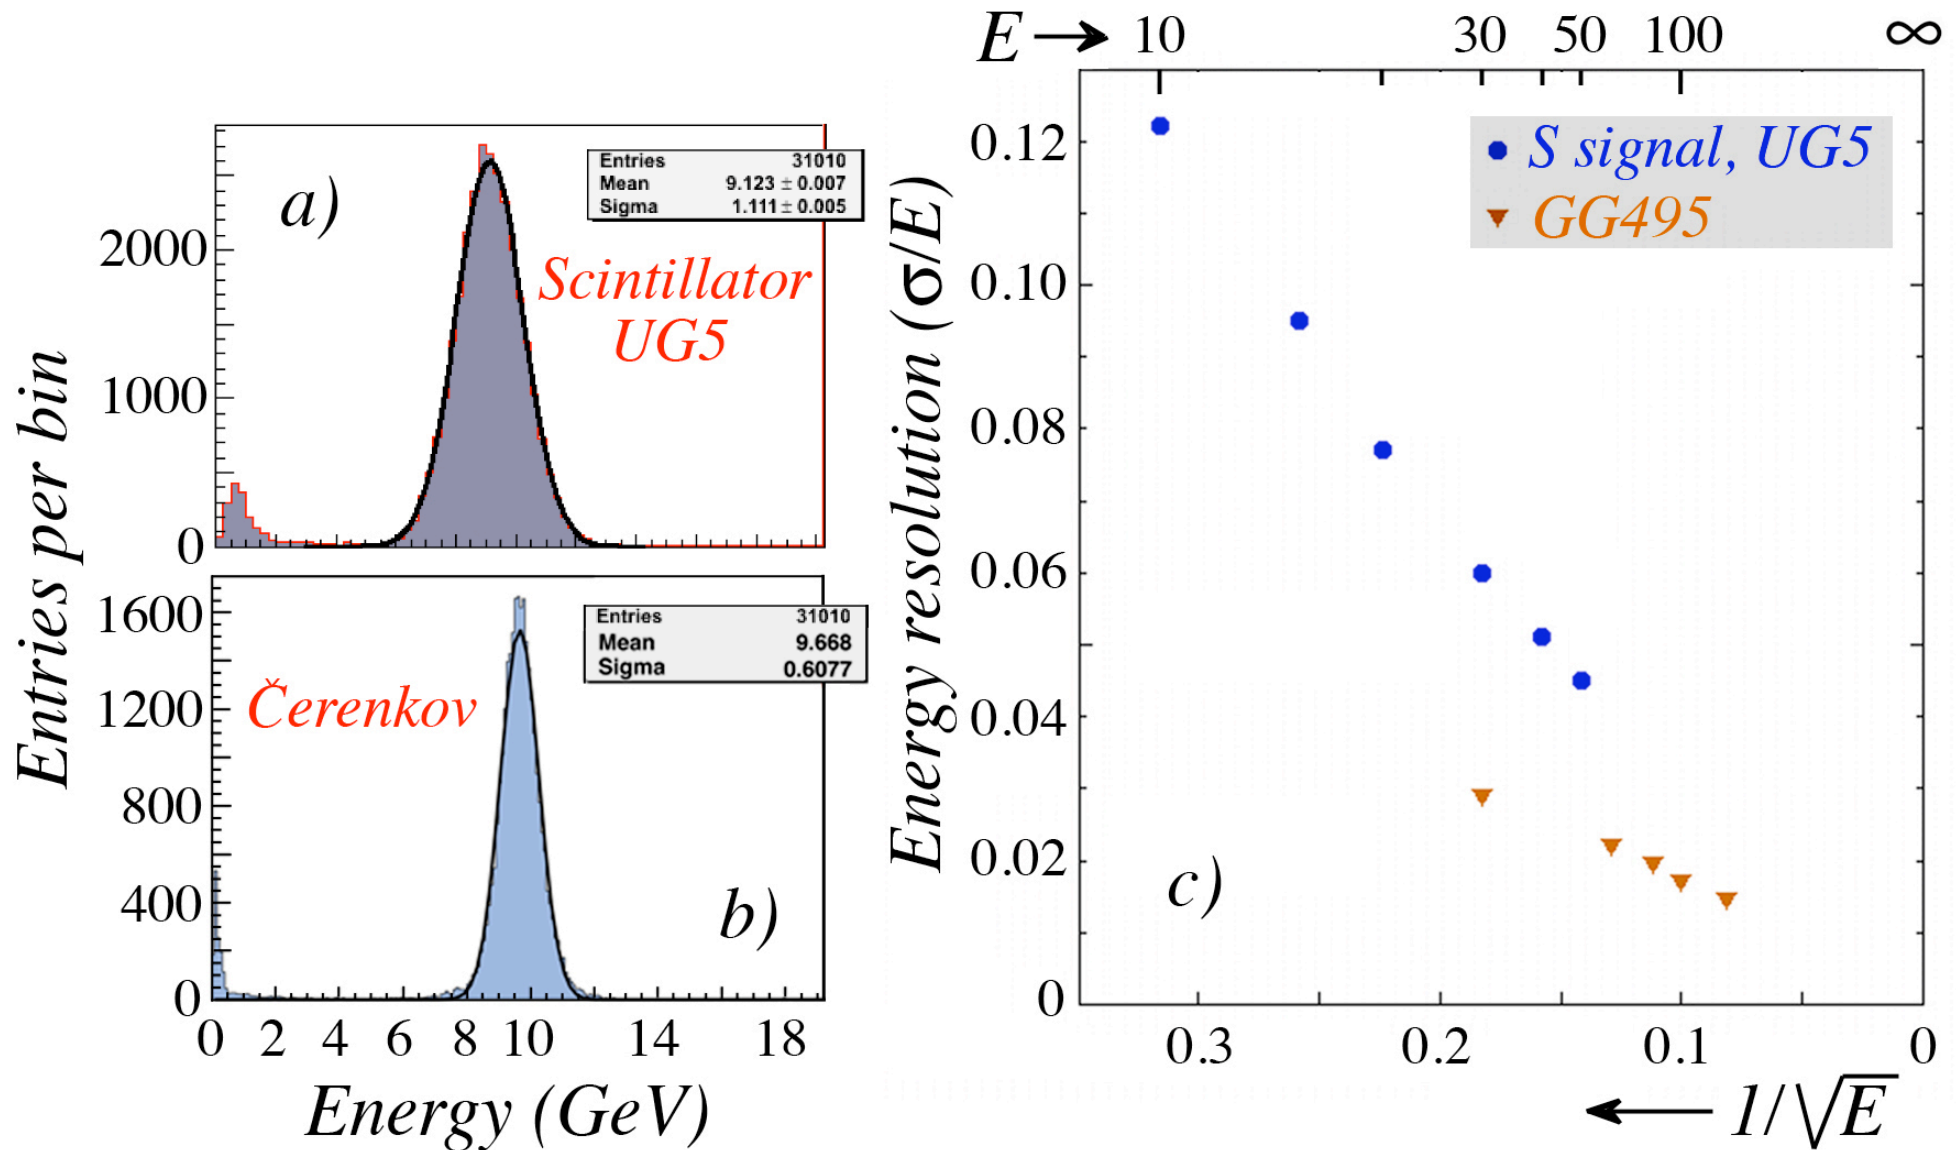 a)
Entries 31010
Mean 9.123 ± 0.007
Sigma 1.111 ± 0.005
Scintillator
UG5
2000
1000
0
Entries per bin
b)
Entries 31010
Mean 9.668
Sigma 0.6077
Čerenkov
1600
1200
800
400
0
0 2 4 6 8 10 14 18
Energy (GeV)
E → 10 30 50 100 ∞
S signal, UG5
GG495
0.12
0.10
0.08
0.06
0.04
0.02
0
Energy resolution (σ/E)
c)
0.3 0.2 0.1 0
← 1/√E